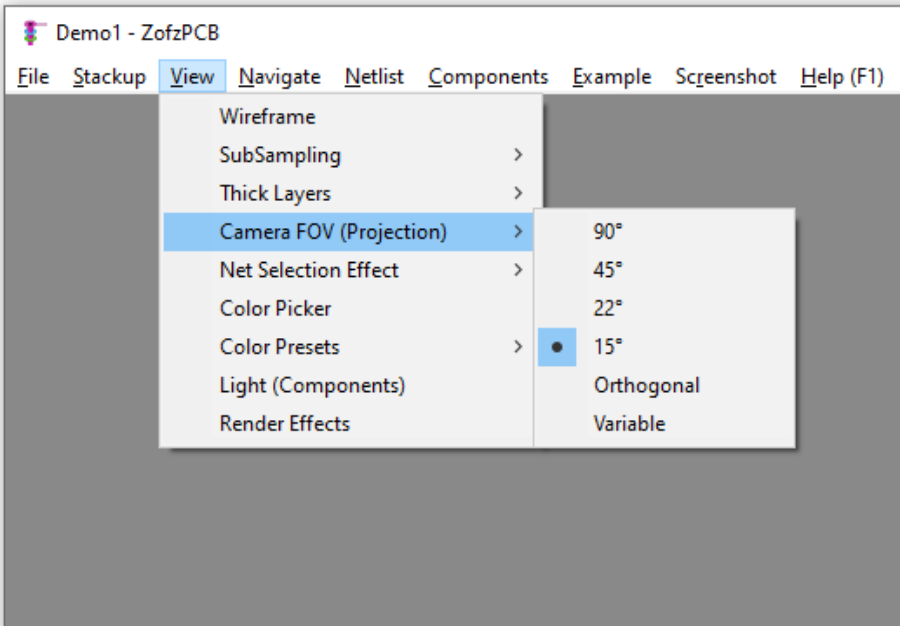 Demo1 - ZofzPCB
File Stackup View Navigate Netlist Components Example Screenshot Help (F1)
Wireframe
SubSampling
Thick Layers
Camera FOV (Projection)
Net Selection Effect
Color Picker
Color Presets
Light (Components)
Render Effects
90°
45°
22°
15°
Orthogonal
Variable